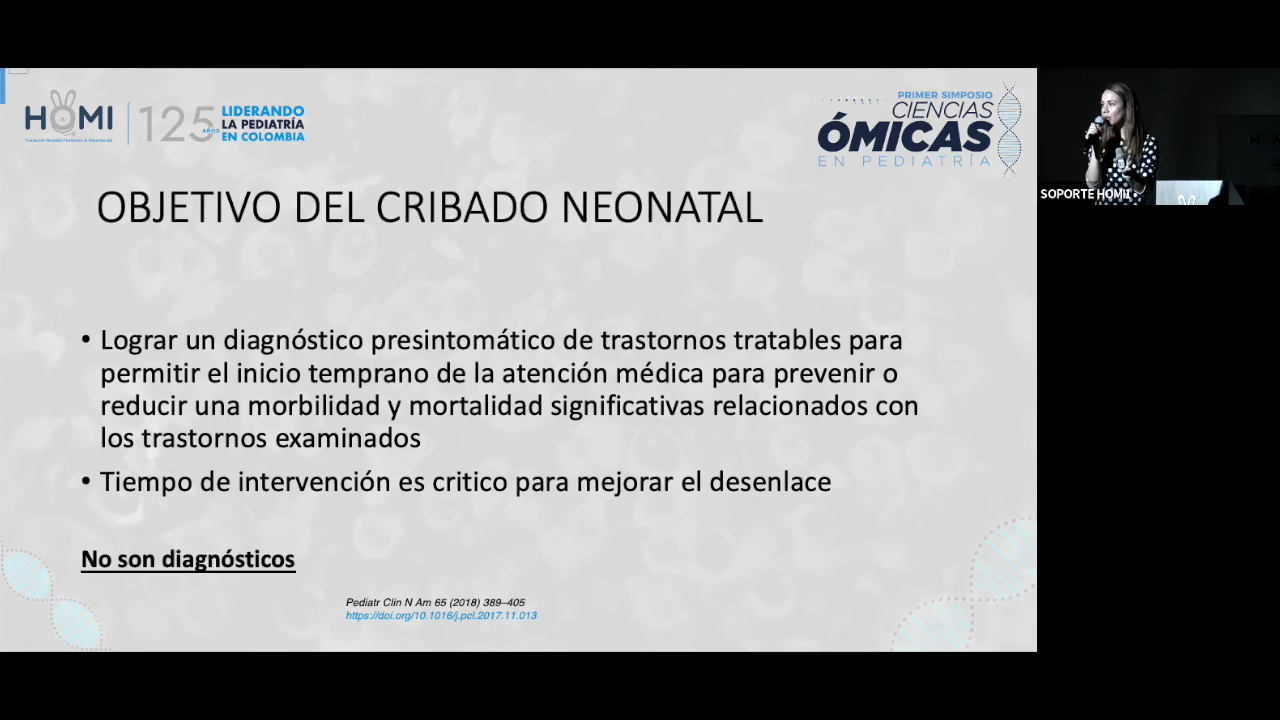 HOMI
125 AÑOS
LIDERANDO
LA PEDIATRÍA
EN COLOMBIA
PRIMER SIMPOSIO
CIENCIAS
ÓMICAS
EN PEDIATRÍA
SOPORTE HOMI
OBJETIVO DEL CRIBADO NEONATAL
• Lograr un diagnóstico presintomático de trastornos tratables para
permitir el inicio temprano de la atención médica para prevenir o
reducir una morbilidad y mortalidad significativas relacionados con
los trastornos examinados
• Tiempo de intervención es critico para mejorar el desenlace
No son diagnósticos
Pediatr Clin N Am 65 (2018) 389–405
https://doi.org/10.1016/j.pcl.2017.11.013